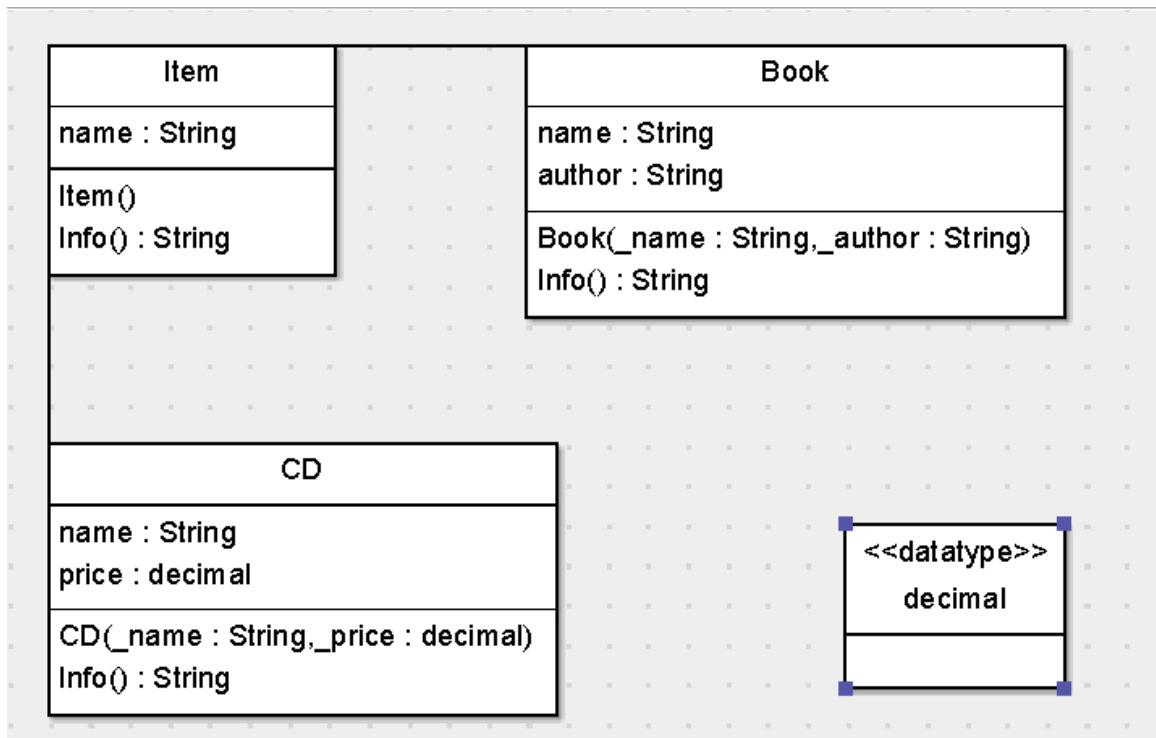 Item
name : String
Item()
Info() : String
Book
name : String
author : String
Book(_name : String,_author : String)
Info() : String
CD
name : String
price : decimal
CD(_name : String,_price : decimal)
Info() : String
<<datatype>>
decimal